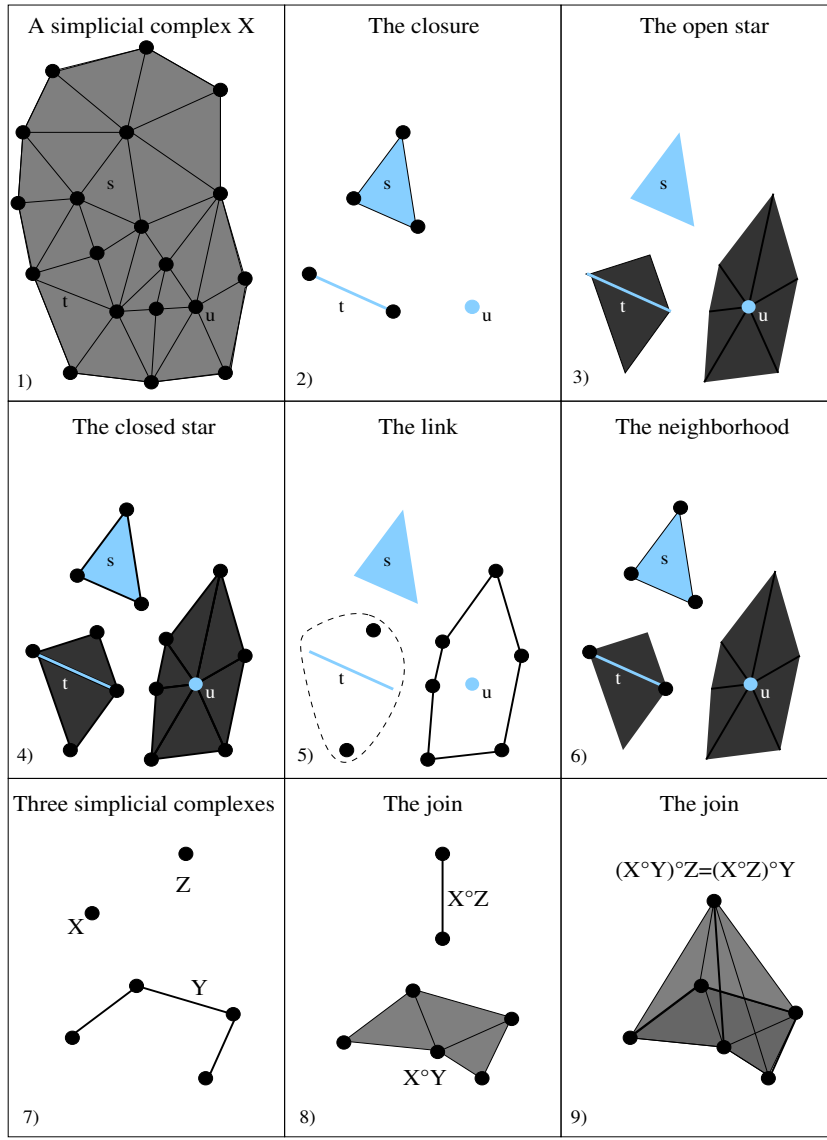 A simplicial complex X
s
t
u
1)
The closure
s
t
u
2)
The open star
s
t
u
3)
The closed star
s
t
u
4)
The link
t
u
5)
s
The neighborhood
s
t
u
6)
Three simplicial complexes
Z
X
Y
7)
The join
X°Z
X°Y
8)
The join
(X°Y)°Z=(X°Z)°Y
9)